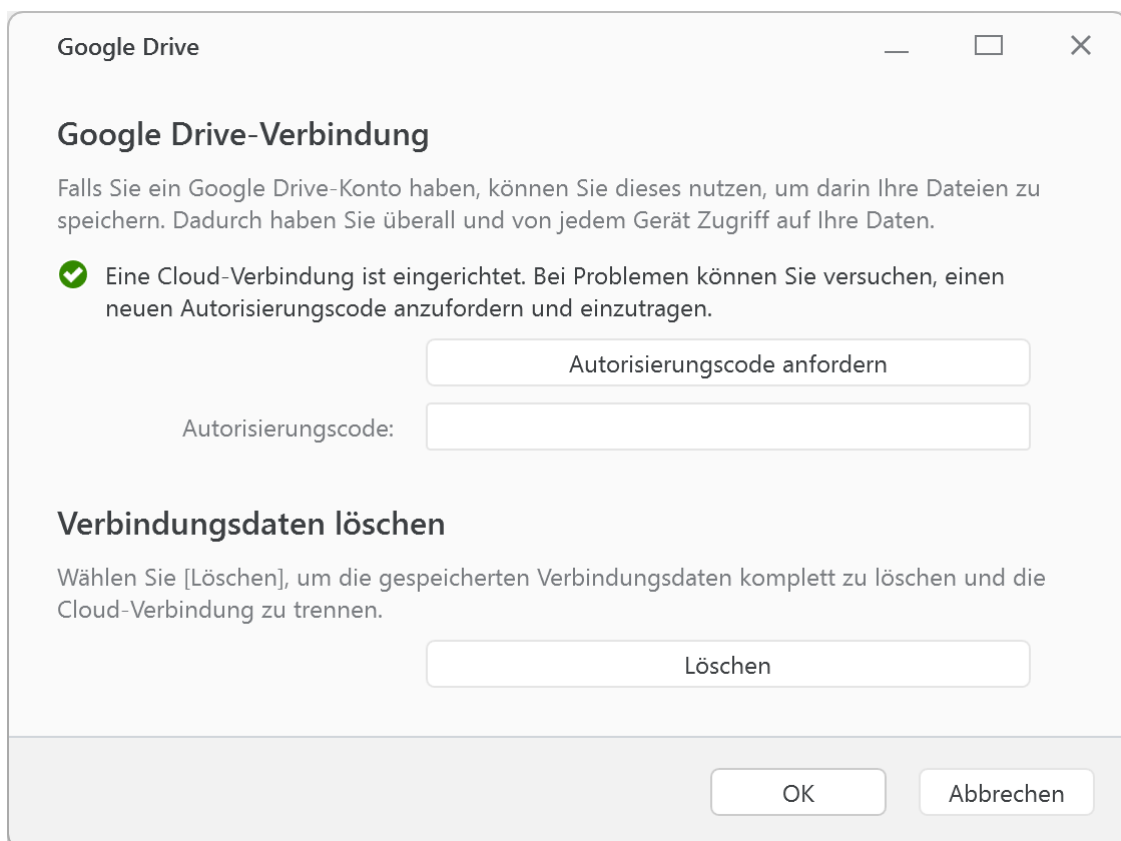 Google Drive
Google Drive-Verbindung
Falls Sie ein Google Drive-Konto haben, können Sie dieses nutzen, um darin Ihre Dateien zu
speichern. Dadurch haben Sie überall und von jedem Gerät Zugriff auf Ihre Daten.
Eine Cloud-Verbindung ist eingerichtet. Bei Problemen können Sie versuchen, einen
neuen Autorisierungscode anzufordern und einzutragen.
Autorisierungscode anfordern
Autorisierungscode:
Verbindungsdaten löschen
Wählen Sie [Löschen], um die gespeicherten Verbindungsdaten komplett zu löschen und die
Cloud-Verbindung zu trennen.
Löschen
OK
Abbrechen